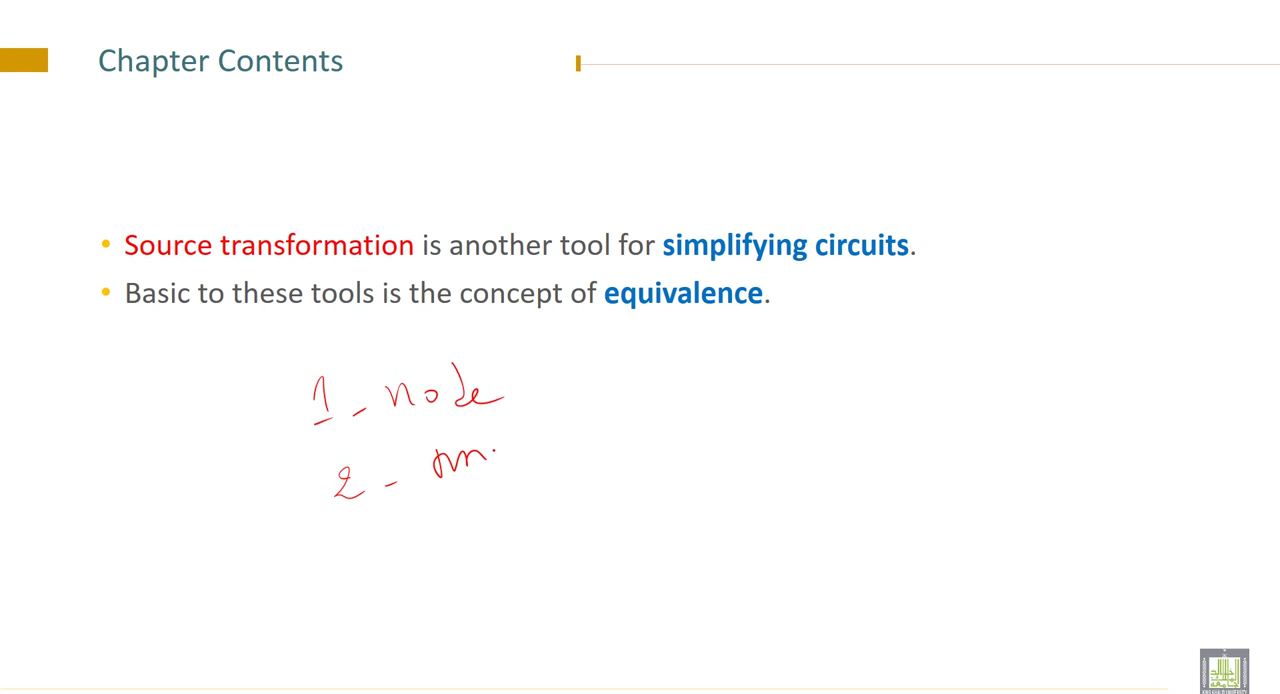 Chapter Contents
• Source transformation is another tool for simplifying circuits.
• Basic to these tools is the concept of equivalence.
1 - node
2 -